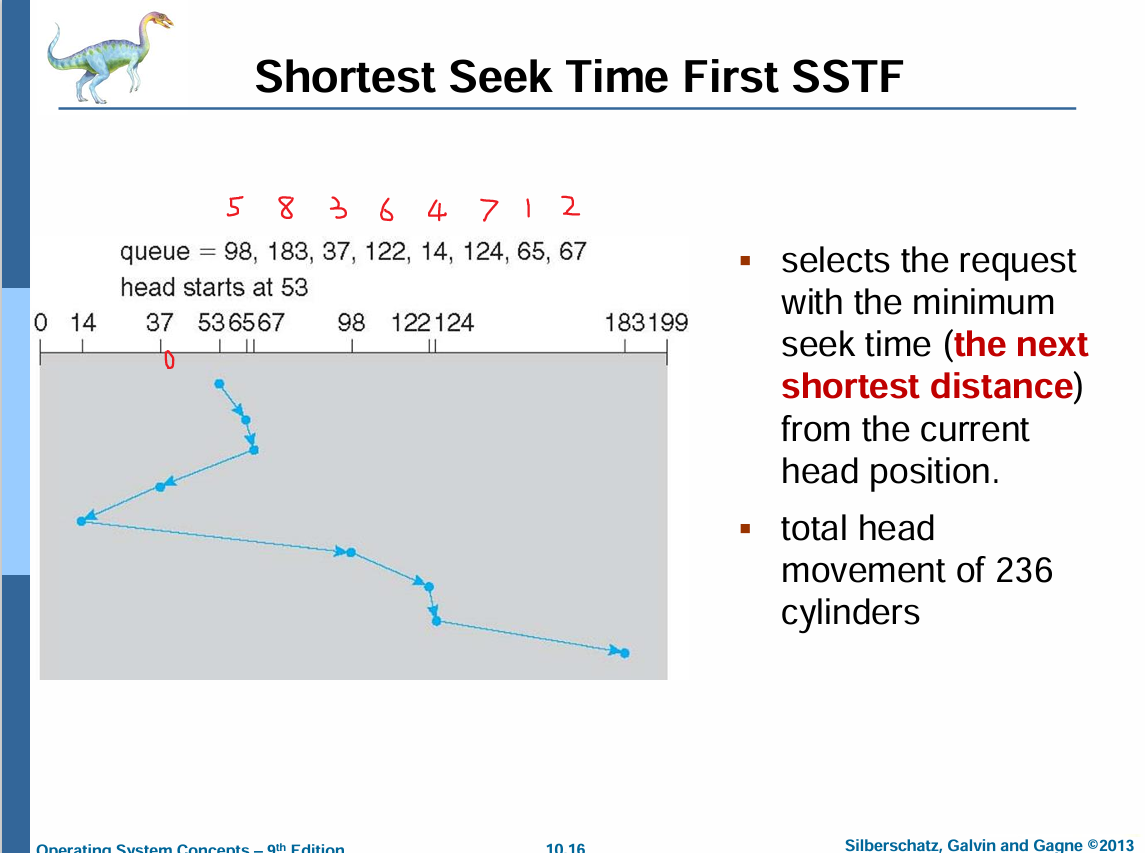 Shortest Seek Time First SSTF
5 8 3 6 4 7 1 2
queue = 98, 183, 37, 122, 14, 124, 65, 67
head starts at 53
0 14 37 53 65 67 98 122 124 183 199
0
▪ selects the request
with the minimum
seek time (the next
shortest distance)
from the current
head position.
▪ total head
movement of 236
cylinders
Operating System Concepts – 9th Edition
10.16
Silberschatz, Galvin and Gagne ©2013